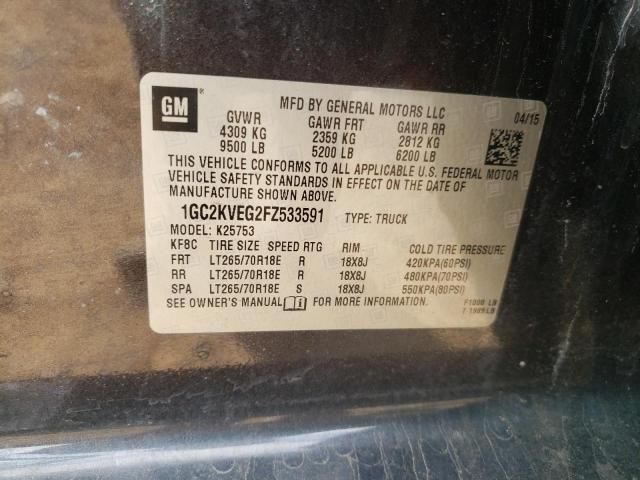 GM
MFD BY GENERAL MOTORS LLC
04/15
GVWR GAWR FRT GAWR RR
4309 KG 2359 KG 2812 KG
9500 LB 5200 LB 6200 LB
THIS VEHICLE CONFORMS TO ALL APPLICABLE U.S. FEDERAL MOTOR
VEHICLE SAFETY STANDARDS IN EFFECT ON THE DATE OF
MANUFACTURE SHOWN ABOVE.
1GC2KVEG2FZ533591 TYPE: TRUCK
MODEL: K25753
KF8C TIRE SIZE SPEED RTG RIM COLD TIRE PRESSURE
FRT LT265/70R18E R 18X8J 420KPA(60PSI)
RR LT265/70R18E R 18X8J 480KPA(70PSI)
SPA LT265/70R18E S 18X8J 550KPA(80PSI)
SEE OWNER'S MANUAL
F1000 LB
T 1989LB